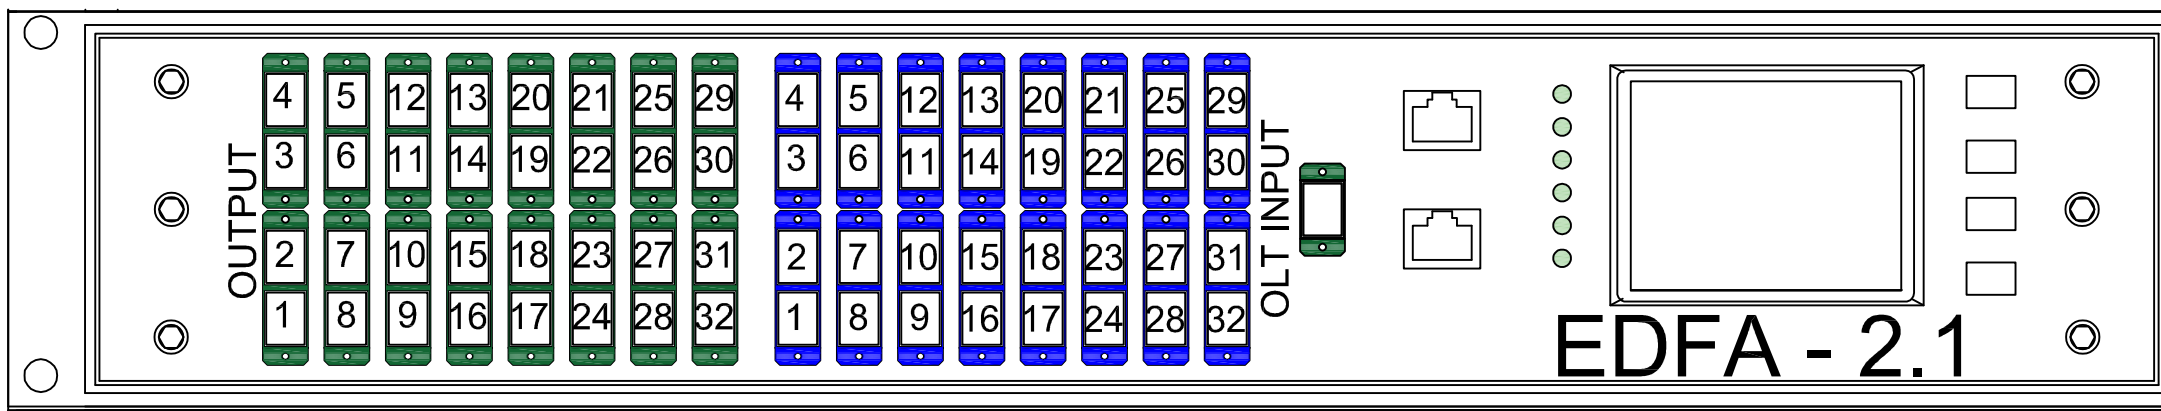 OUTPUT
4 5 12 13 20 21 25 29
3 6 11 14 19 22 26 30
2 7 10 15 18 23 27 31
1 8 9 16 17 24 28 32
4 5 12 13 20 21 25 29
3 6 11 14 19 22 26 30
2 7 10 15 18 23 27 31
1 8 9 16 17 24 28 32
OLT INPUT
EDFA - 2.1